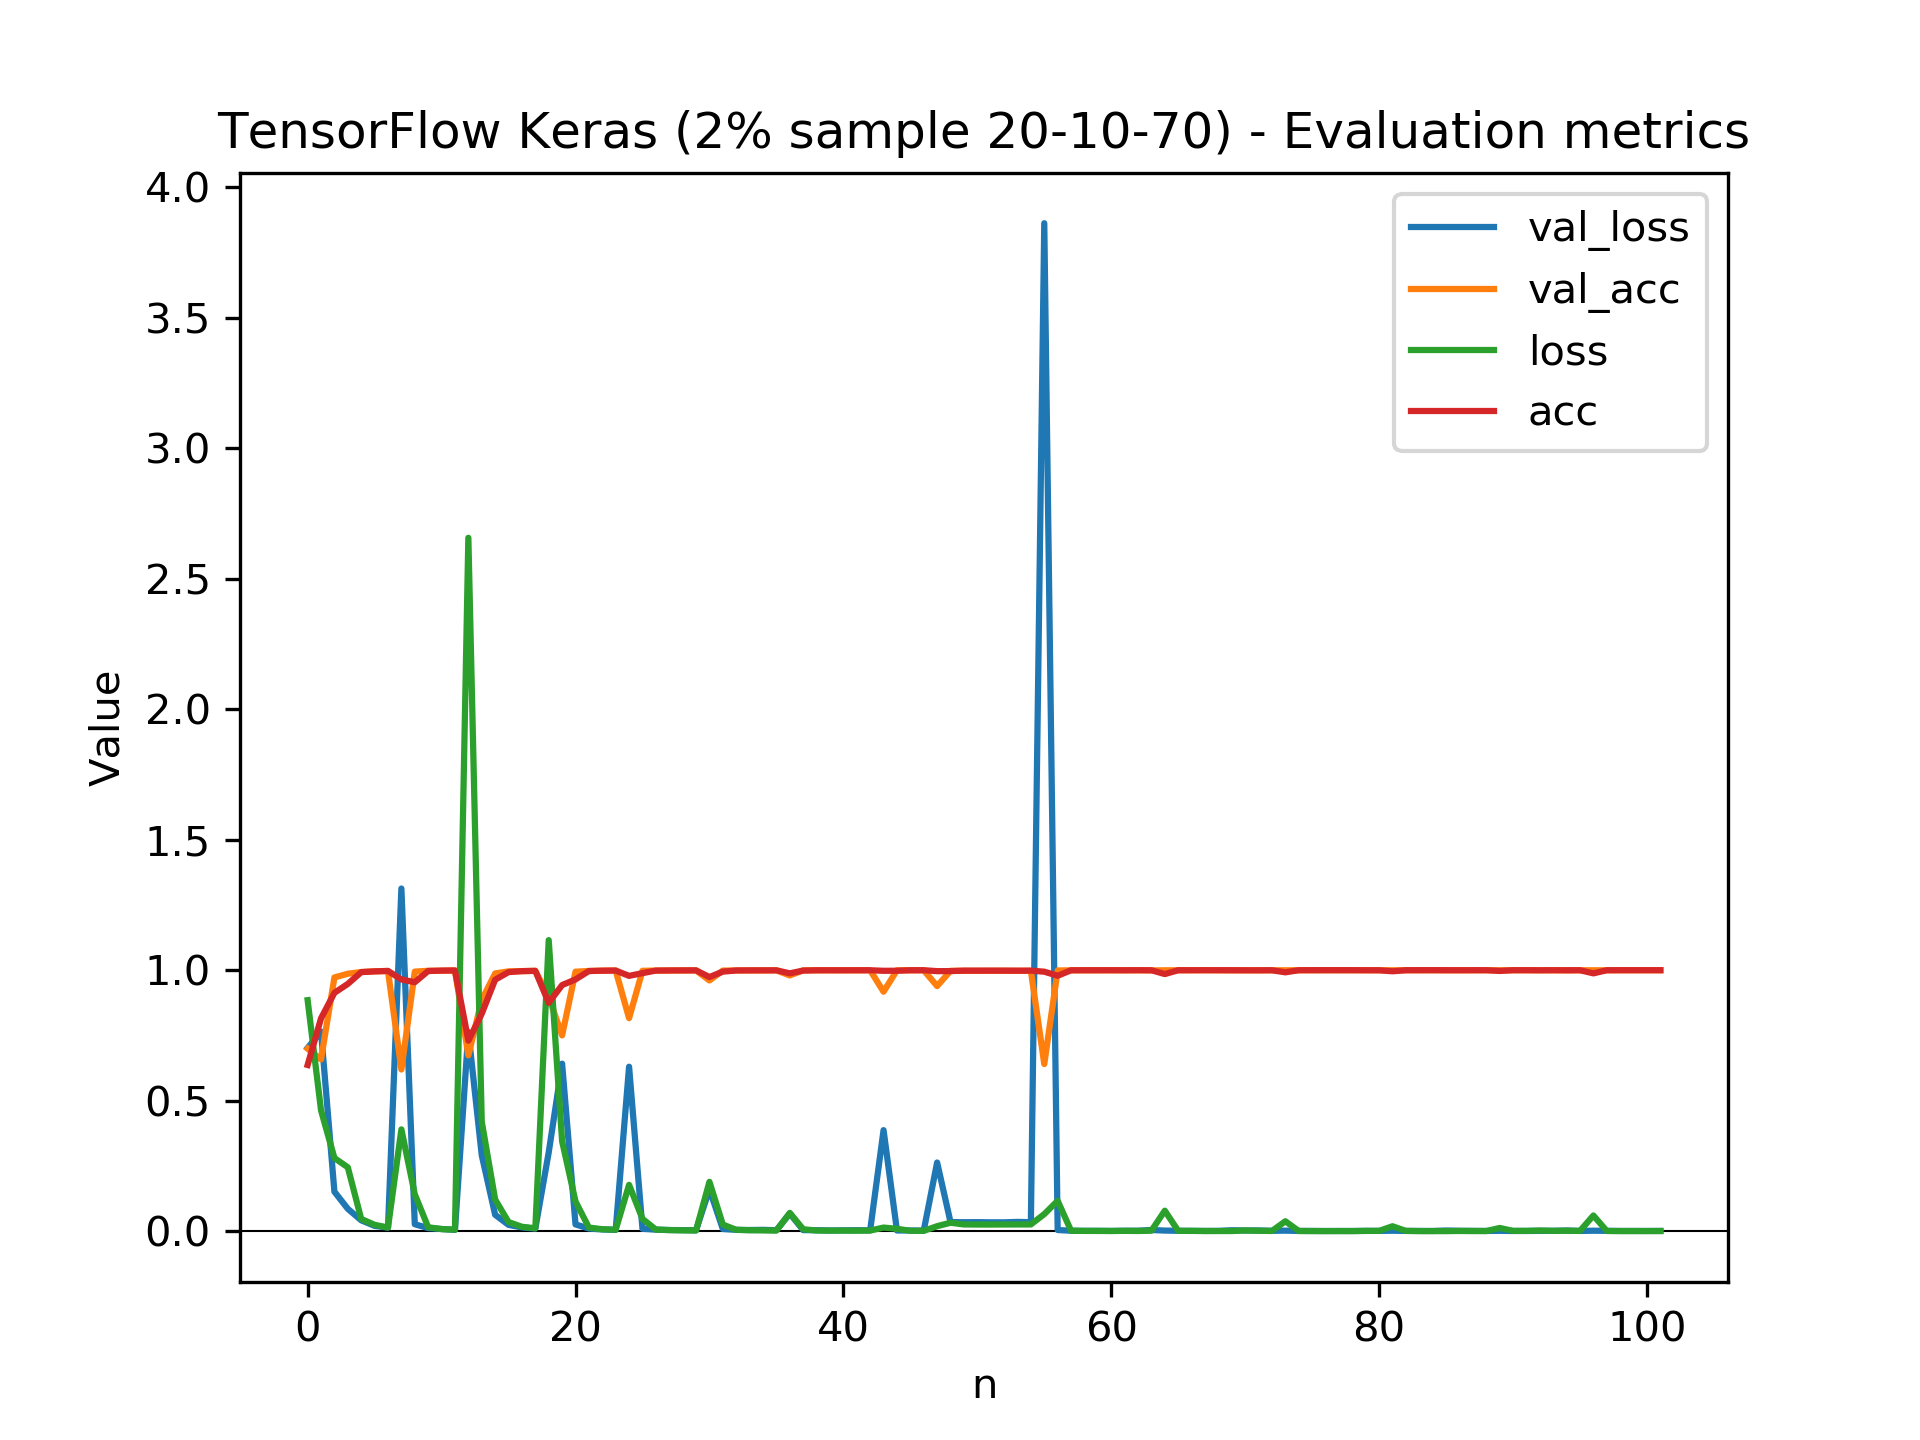 TensorFlow Keras (2% sample 20-10-70) - Evaluation metrics
4.0
3.5
3.0
2.5
2.0
1.5
1.0
0.5
0.0
Value
val_loss
val_acc
loss
acc
0 20 40 60 80 100
n